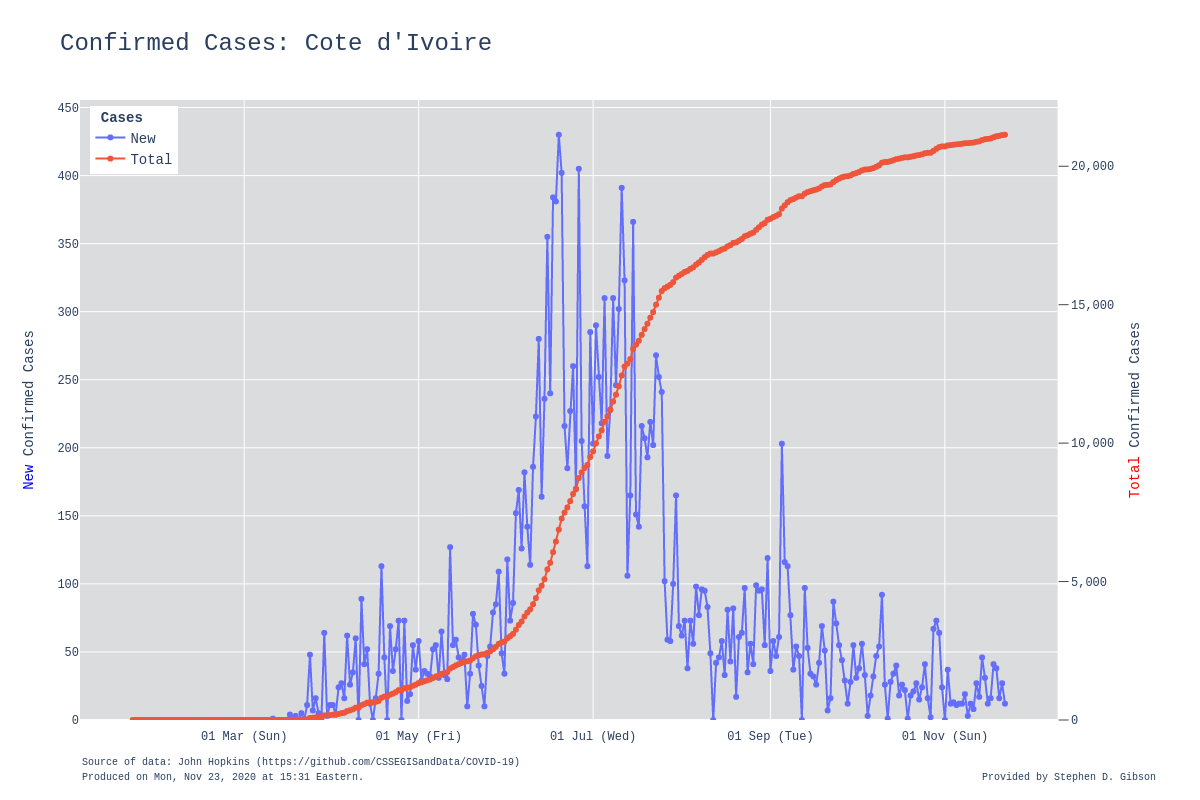 Confirmed Cases: Cote d'Ivoire
Cases
New
Total
450
400
350
300
250
200
150
100
50
0
20,000
15,000
10,000
5,000
0
New Confirmed Cases
Total Confirmed Cases
01 Mar (Sun) 01 May (Fri) 01 Jul (Wed) 01 Sep (Tue) 01 Nov (Sun)
Source of data: John Hopkins (https://github.com/CSSEGISandData/COVID-19)
Produced on Mon, Nov 23, 2020 at 15:31 Eastern.
Provided by Stephen D. Gibson